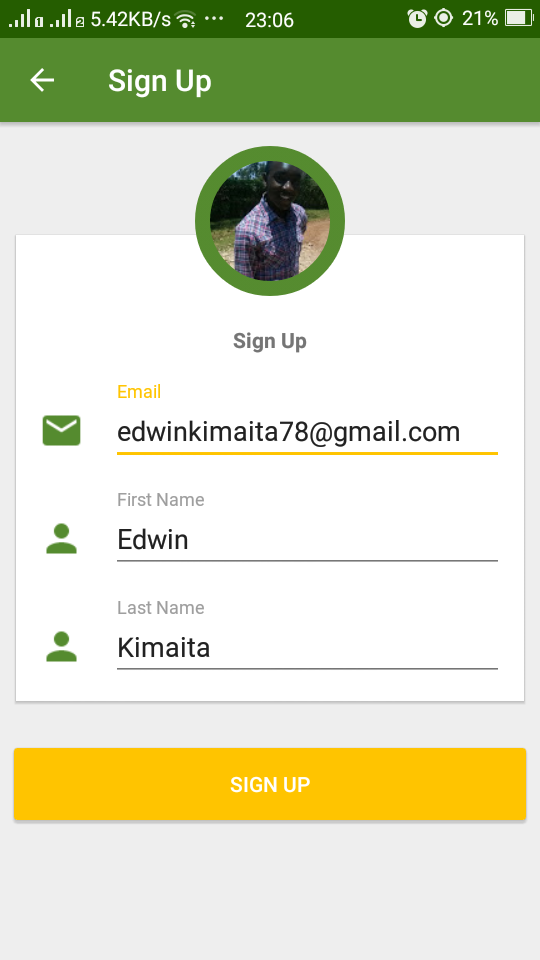 5.42KB/s ... 23:06 21%
Sign Up
Sign Up
Email
edwinkimaita78@gmail.com
First Name
Edwin
Last Name
Kimaita
SIGN UP